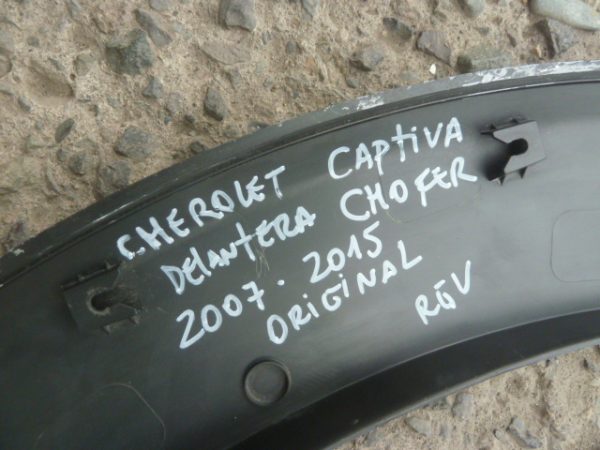 CHEROLET CAPTIVA
DELANTERA CHOFER
2007. 2015
ORIGINAL
RGV